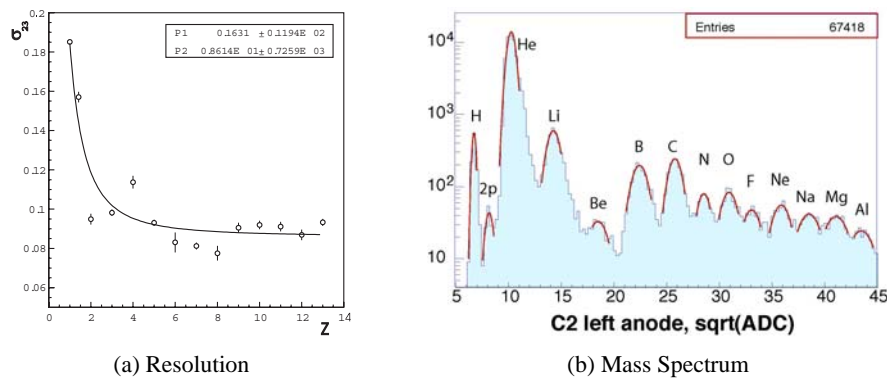 σ23
0.2
0.18
0.16
0.14
0.12
0.1
0.08
0.06
0 2 4 6 8 10 12 14
Z
P1 0.1631 ± 0.1194E 02
P2 0.8614E 01 ± 0.7259E 03
(a) Resolution
Entries 67418
10⁴
10³
10²
10
H
2p
He
Li
Be
B
C
N
O
F
Ne
Na
Mg
Al
5 10 15 20 25 30 35 40 45
C2 left anode, sqrt(ADC)
(b) Mass Spectrum